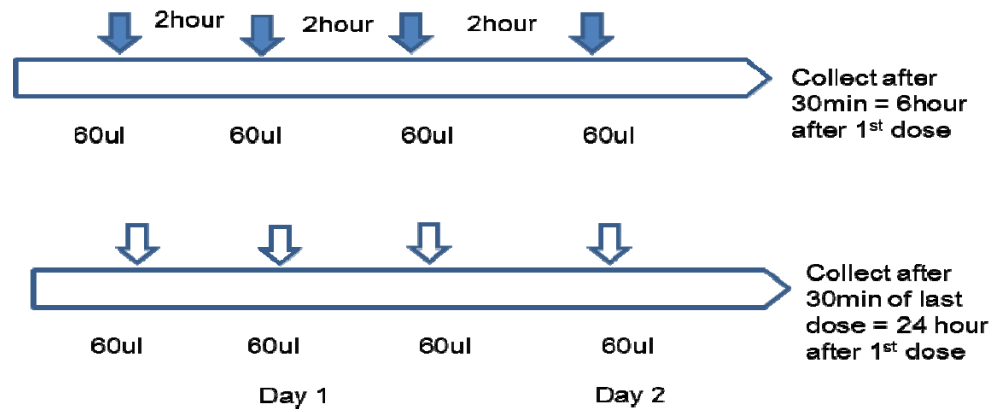 2hour 2hour 2hour
Collect after
30min = 6hour
after 1st dose
60ul 60ul 60ul 60ul
Collect after
30min of last
dose = 24 hour
after 1st dose
60ul 60ul 60ul 60ul
Day 1 Day 2